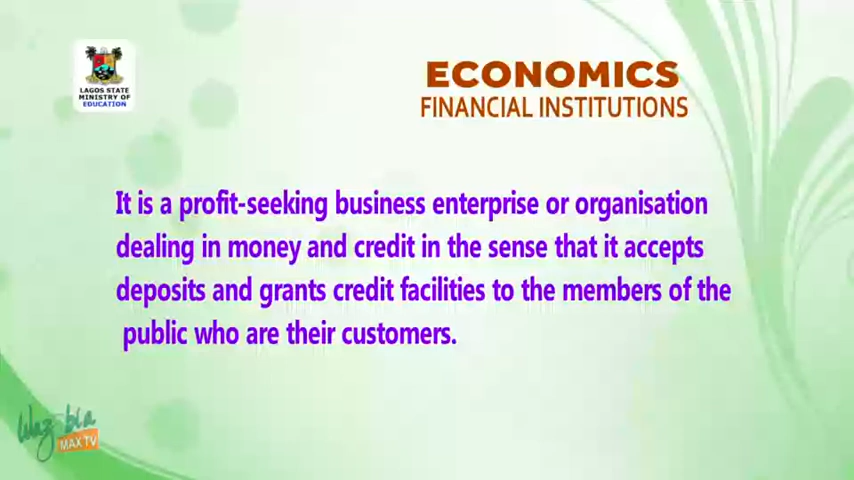 LAGOS STATE
MINISTRY OF
EDUCATION
ECONOMICS
FINANCIAL INSTITUTIONS
It is a profit-seeking business enterprise or organisation
dealing in money and credit in the sense that it accepts
deposits and grants credit facilities to the members of the
public who are their customers.
Wazobia
MAX TV